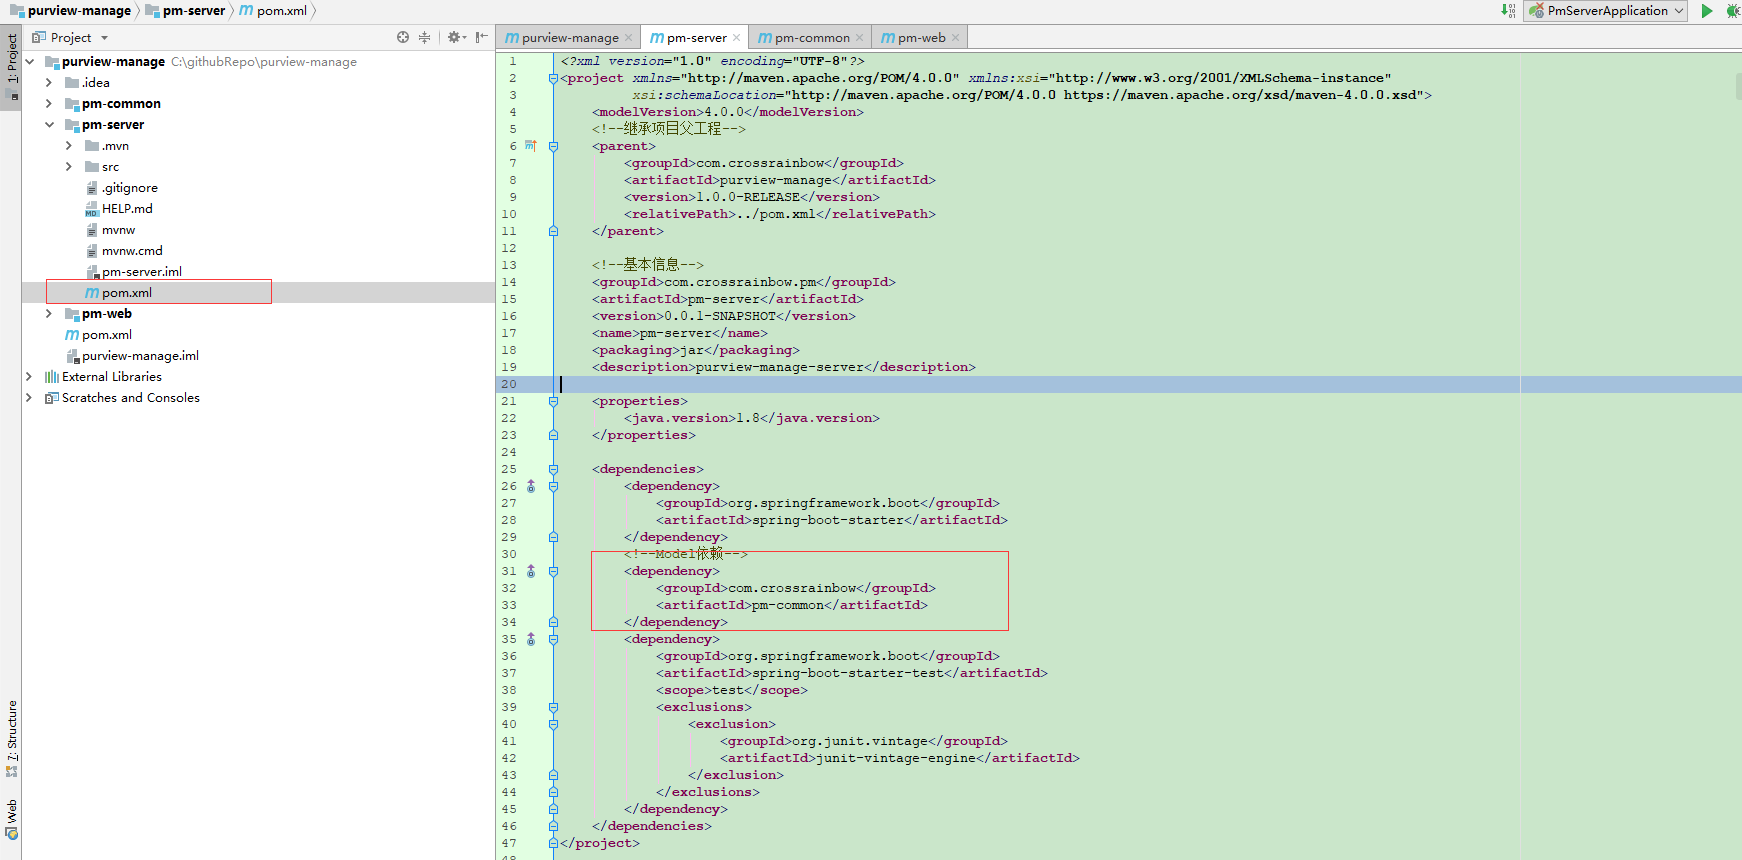 purview-manage pm-server pom.xml
PmServerApplication
Project
purview-manage pm-server pm-common pm-web
1: Project
7: Structure
Web
purview-manage C:\githubRepo\purview-manage
.idea
pm-common
pm-server
.mvn
src
.gitignore
HELP.md
mvnw
mvnw.cmd
pm-server.iml
pom.xml
pm-web
pom.xml
purview-manage.iml
External Libraries
Scratches and Consoles
1 <?xml version="1.0" encoding="UTF-8"?>
2 <project xmlns="http://maven.apache.org/POM/4.0.0" xmlns:xsi="http://www.w3.org/2001/XMLSchema-instance"
3 xsi:schemaLocation="http://maven.apache.org/POM/4.0.0 https://maven.apache.org/xsd/maven-4.0.0.xsd">
4 <modelVersion>4.0.0</modelVersion>
5 <!--继承项目父工程-->
6 <parent>
7 <groupId>com.crossrainbow</groupId>
8 <artifactId>purview-manage</artifactId>
9 <version>1.0.0-RELEASE</version>
10 <relativePath>../pom.xml</relativePath>
11 </parent>
12
13 <!--基本信息-->
14 <groupId>com.crossrainbow.pm</groupId>
15 <artifactId>pm-server</artifactId>
16 <version>0.0.1-SNAPSHOT</version>
17 <name>pm-server</name>
18 <packaging>jar</packaging>
19 <description>purview-manage-server</description>
20
21 <properties>
22 <java.version>1.8</java.version>
23 </properties>
24
25 <dependencies>
26 <dependency>
27 <groupId>org.springframework.boot</groupId>
28 <artifactId>spring-boot-starter</artifactId>
29 </dependency>
30 <!--Model依赖-->
31 <dependency>
32 <groupId>com.crossrainbow</groupId>
33 <artifactId>pm-common</artifactId>
34 </dependency>
35 <dependency>
36 <groupId>org.springframework.boot</groupId>
37 <artifactId>spring-boot-starter-test</artifactId>
38 <scope>test</scope>
39 <exclusions>
40 <exclusion>
41 <groupId>org.junit.vintage</groupId>
42 <artifactId>junit-vintage-engine</artifactId>
43 </exclusion>
44 </exclusions>
45 </dependency>
46 </dependencies>
47 </project>